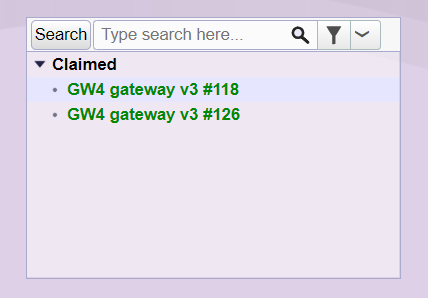 Search Type search here...
Claimed
GW4 gateway v3 #118
GW4 gateway v3 #126